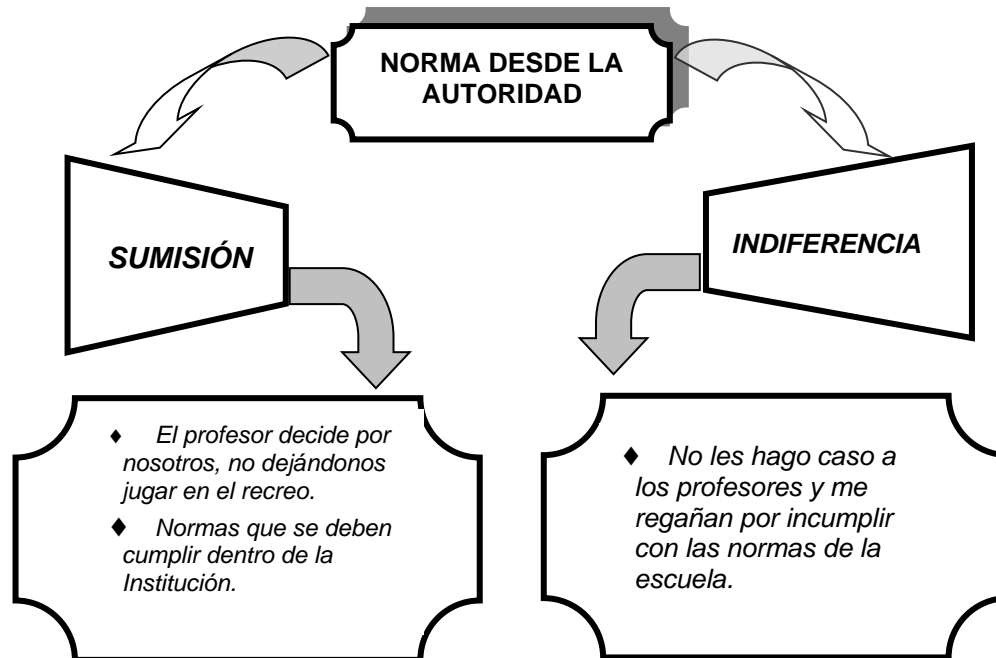 NORMA DESDE LA
AUTORIDAD
SUMISIÓN
INDIFERENCIA
♦ El profesor decide por
nosotros, no dejándonos
jugar en el recreo.
♦ Normas que se deben
cumplir dentro de la
Institución.
♦ No les hago caso a
los profesores y me
regañan por incumplir
con las normas de la
escuela.